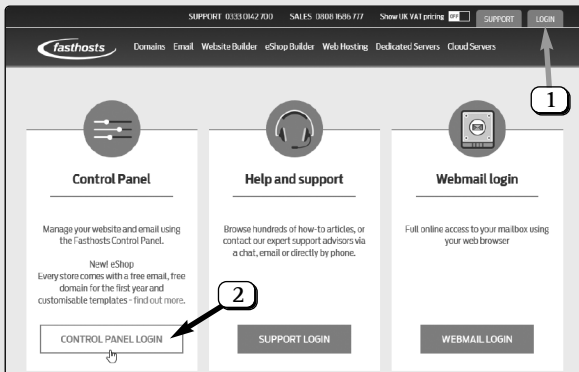 SUPPORT 0333 0142 700 SALES 0808 1686 777 Show UK VAT pricing OFF SUPPORT LOGIN
fasthosts Domains Email Website Builder eShop Builder Web Hosting Dedicated Servers Cloud Servers
1
Control Panel
Manage your website and email using
the Fasthosts Control Panel.
New! eShop
Every store comes with a free email, free
domain for the first year and
customisable templates - find out more.
2
CONTROL PANEL LOGIN
Help and support
Browse hundreds of how-to articles, or
contact our expert support advisors via
a chat, email or directly by phone.
SUPPORT LOGIN
Webmail login
Full online access to your mailbox using
your web browser
WEBMAIL LOGIN